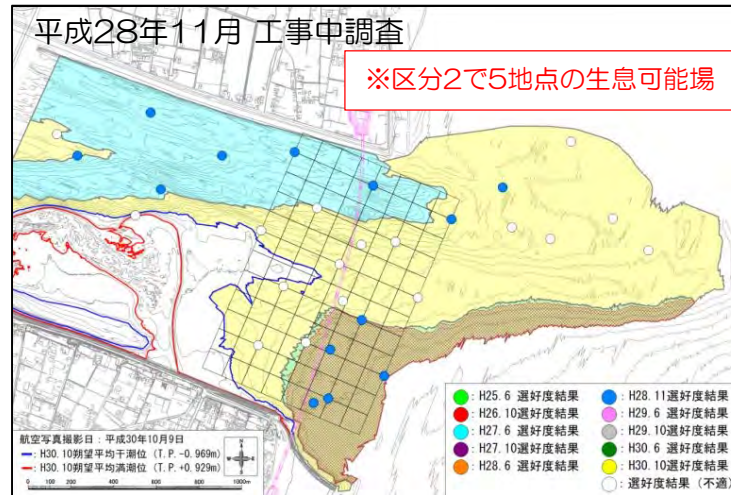 平成28年11月 工事中調査
※区分2で5地点の生息可能場
：H25.6 選好度結果
：H26.10選好度結果
：H27.6 選好度結果
：H27.10選好度結果
：H28.6 選好度結果
：H28.11選好度結果
：H29.6 選好度結果
：H29.10選好度結果
：H30.6 選好度結果
：H30.10選好度結果
：選好度結果（不適）
航空写真撮影日：平成30年10月9日
：H30.10朔望平均干潮位（T.P.-0.969m）
：H30.10朔望平均満潮位（T.P.+0.929m）
0 200 400 600 800 1000m